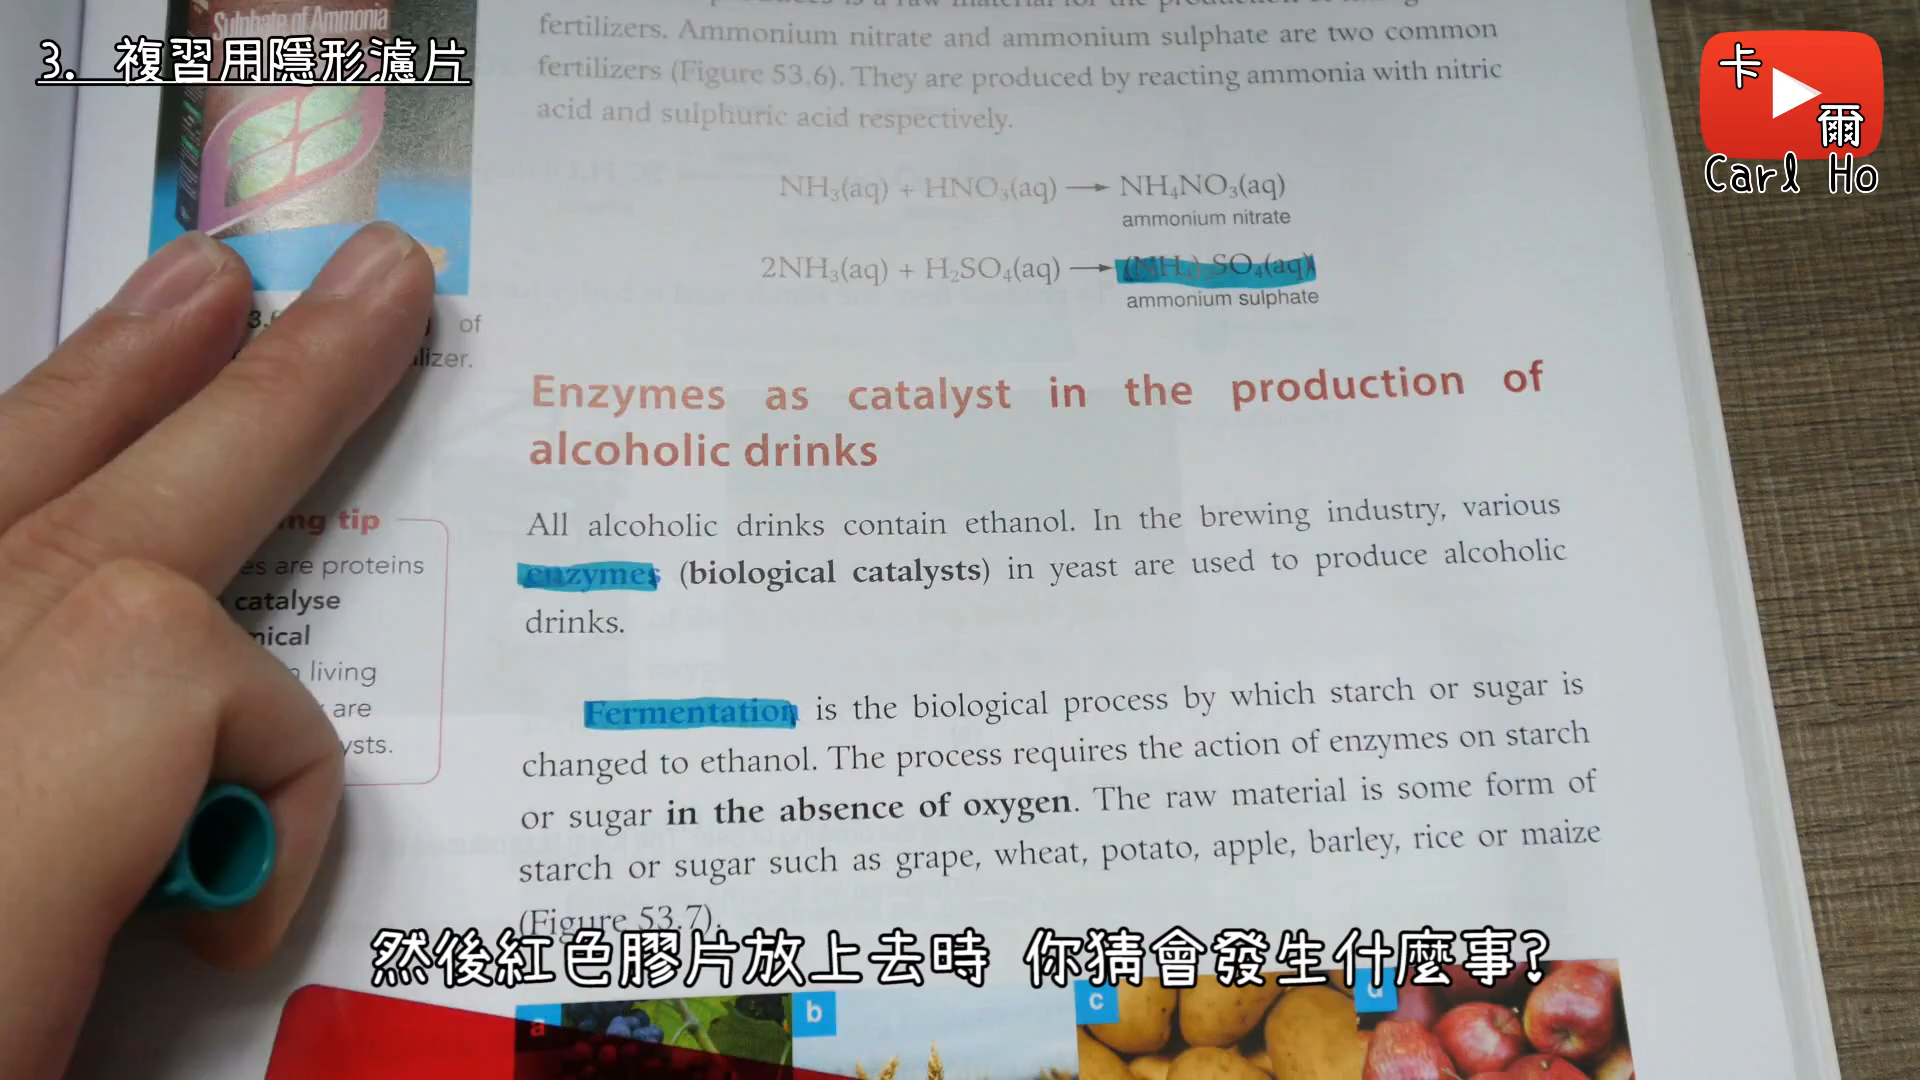 Sulphate of Ammonia
3. 複習用隱形濾片
卡
爾
Carl Ho
fertilizers. Ammonium nitrate and ammonium sulphate are two common
fertilizers (Figure 53.6). They are produced by reacting ammonia with nitric
acid and sulphuric acid respectively.
NH₃(aq) + HNO₃(aq) ⟶ NH₄NO₃(aq)
ammonium nitrate
2NH₃(aq) + H₂SO₄(aq) ⟶ (NH₄)₂SO₄(aq)
ammonium sulphate
of
lizer.
Enzymes as catalyst in the production of
alcoholic drinks
All alcoholic drinks contain ethanol. In the brewing industry, various
enzymes (biological catalysts) in yeast are used to produce alcoholic
drinks.
ng tip
es are proteins
catalyse
mical
living
are
ysts.
Fermentation is the biological process by which starch or sugar is
changed to ethanol. The process requires the action of enzymes on starch
or sugar in the absence of oxygen. The raw material is some form of
starch or sugar such as grape, wheat, potato, apple, barley, rice or maize
(Figure 53.7).
然後紅色膠片放上去時 你猜會發生什麼事?
a
b
c
d